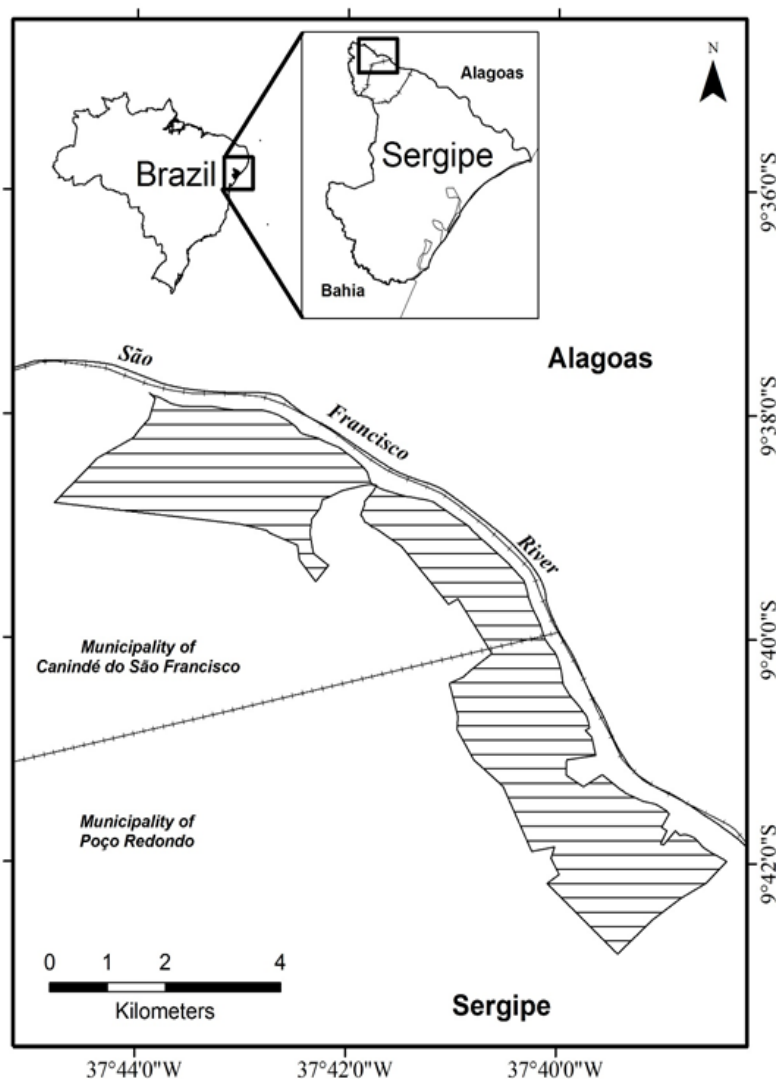 N
Alagoas
Sergipe
Brazil
Bahia
9°36'0"S
São
Alagoas
9°38'0"S
Francisco
River
Municipality of
Canindé do São Francisco
9°40'0"S
Municipality of
Poço Redondo
9°42'0"S
0 1 2 4
Kilometers
Sergipe
37°44'0"W 37°42'0"W 37°40'0"W